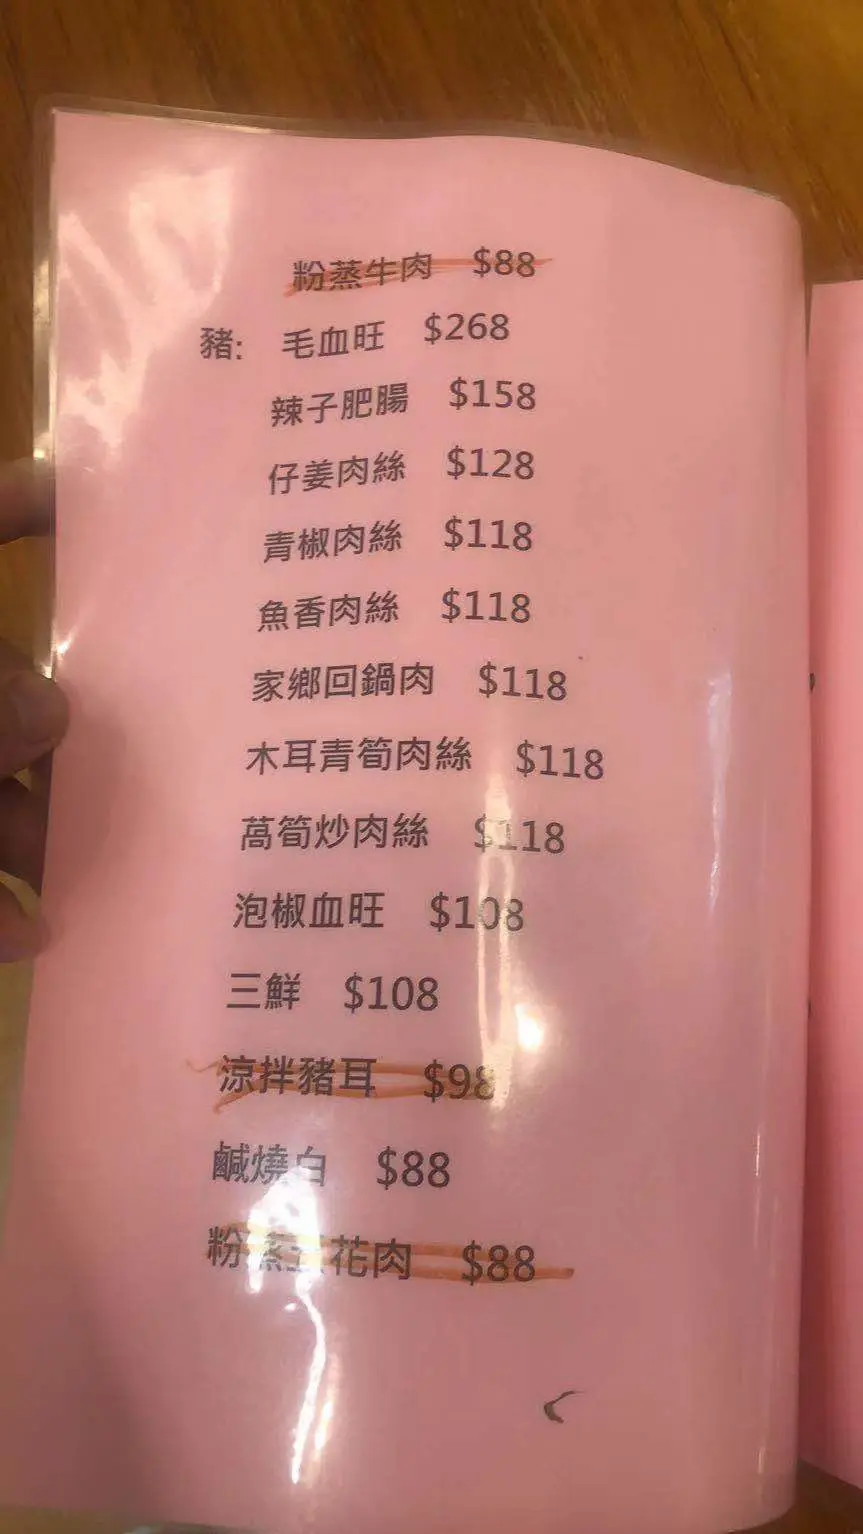 粉蒸牛肉 $88
豬: 毛血旺 $268
辣子肥腸 $158
仔姜肉絲 $128
青椒肉絲 $118
魚香肉絲 $118
家鄉回鍋肉 $118
木耳青筍肉絲 $118
萵筍炒肉絲 $118
泡椒血旺 $108
三鮮 $108
涼拌豬耳 $98
鹹燒白 $88
粉蒸五花肉 $88